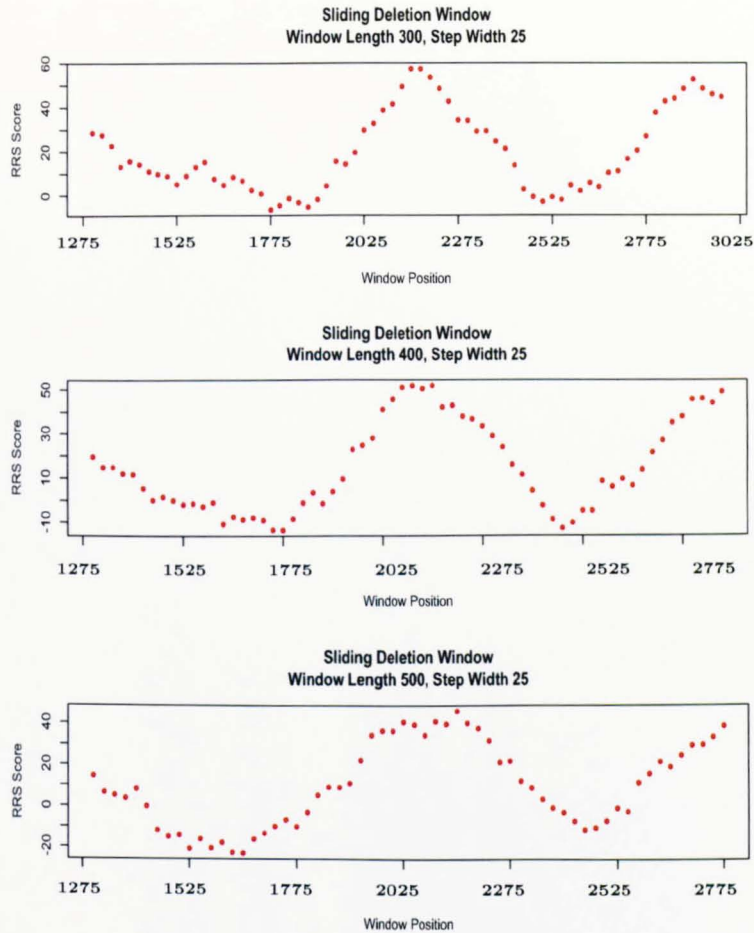 Sliding Deletion Window
Window Length 300, Step Width 25
RRS Score
60
40
20
0
1275 1525 1775 2025 2275 2525 2775 3025
Window Position
Sliding Deletion Window
Window Length 400, Step Width 25
RRS Score
50
30
10
-10
1275 1525 1775 2025 2275 2525 2775
Window Position
Sliding Deletion Window
Window Length 500, Step Width 25
RRS Score
40
20
0
-20
1275 1525 1775 2025 2275 2525 2775
Window Position